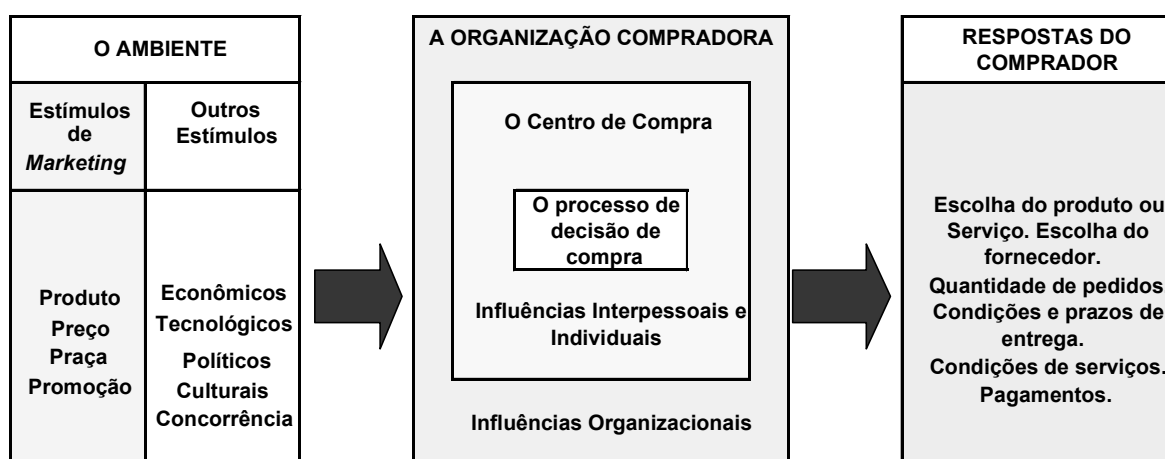 O AMBIENTE
Estímulos
de
Marketing
Outros
Estímulos
Produto
Preço
Praça
Promoção
Econômicos
Tecnológicos
Políticos
Culturais
Concorrência
A ORGANIZAÇÃO COMPRADORA
O Centro de Compra
O processo de
decisão de
compra
Influências Interpessoais e
Individuais
Influências Organizacionais
RESPOSTAS DO
COMPRADOR
Escolha do produto ou
Serviço. Escolha do
fornecedor.
Quantidade de pedidos.
Condições e prazos de
entrega.
Condições de serviços.
Pagamentos.